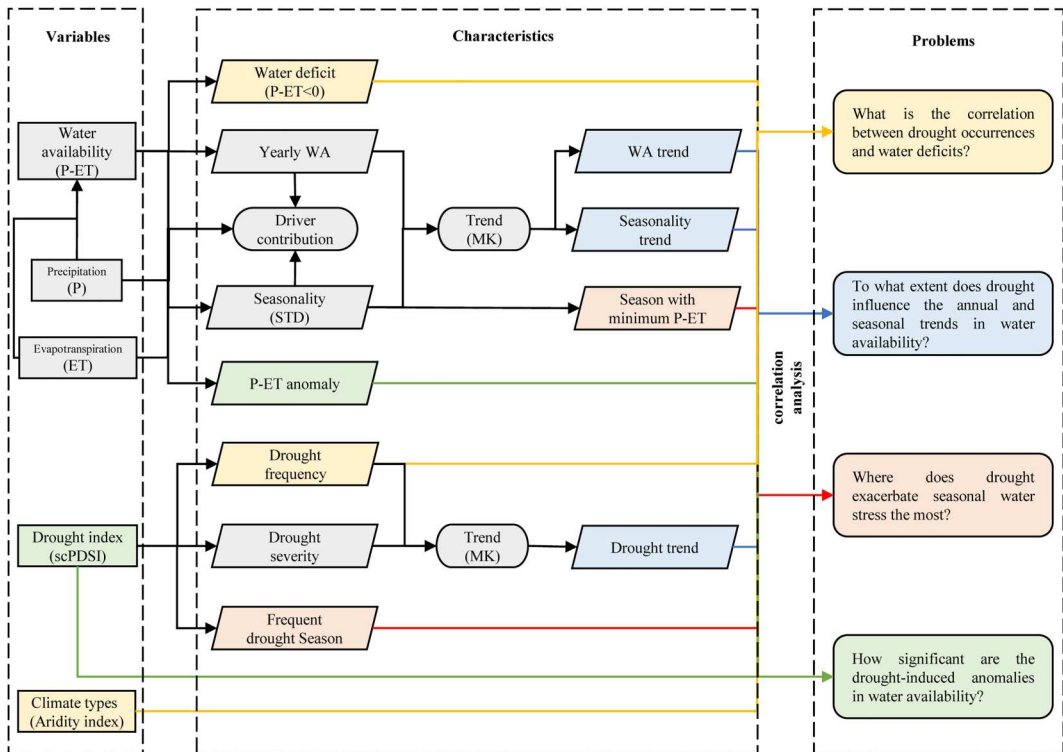 Variables
Characteristics
Problems
Water
availability
(P-ET)
Precipitation
(P)
Evapotranspiration
(ET)
Drought index
(scPDSI)
Climate types
(Aridity index)
Water deficit
(P-ET<0)
Yearly WA
Driver
contribution
Seasonality
(STD)
P-ET anomaly
Drought
frequency
Drought
severity
Frequent
drought Season
Trend
(MK)
Trend
(MK)
WA trend
Seasonality
trend
Season with
minimum P-ET
Drought trend
correlation
analysis
What is the correlation
between drought occurrences
and water deficits?
To what extent does drought
influence the annual and
seasonal trends in water
availability?
Where does drought
exacerbate seasonal water
stress the most?
How significant are the
drought-induced anomalies
in water availability?